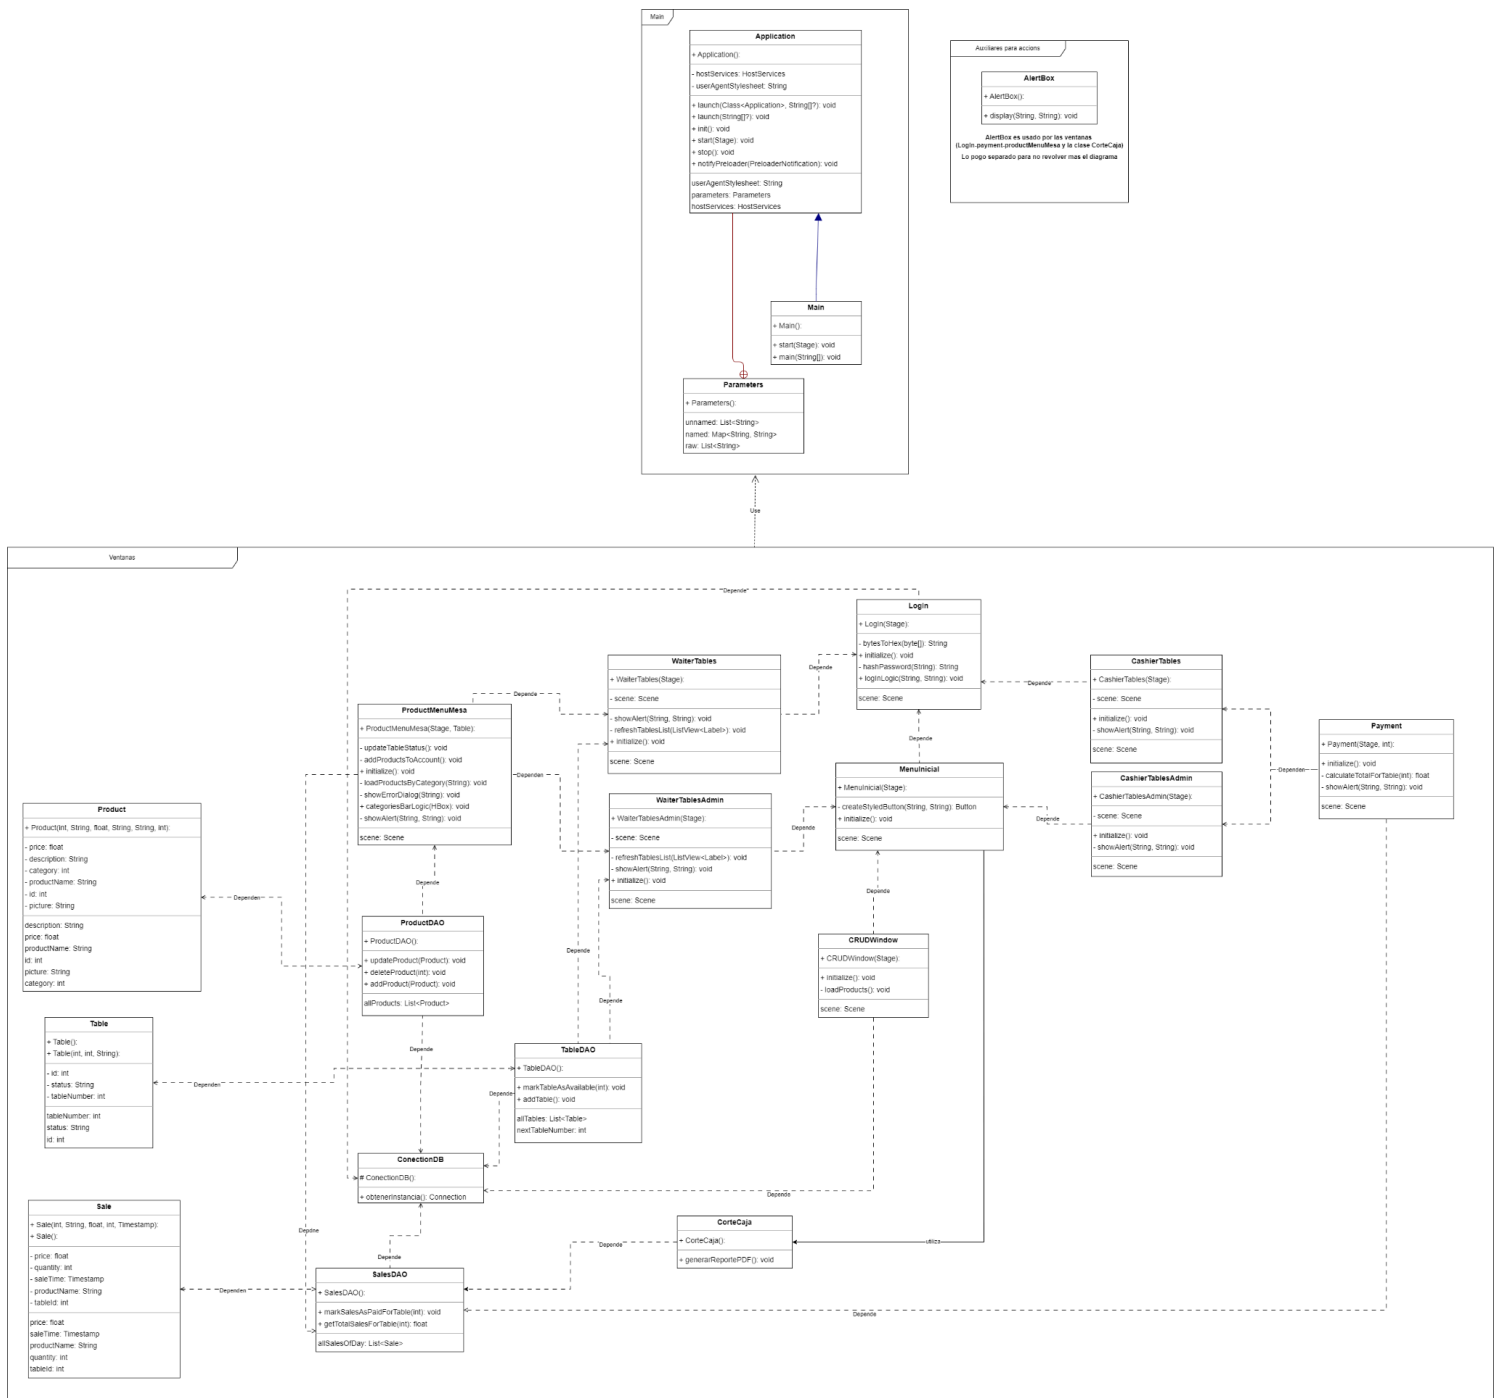 Main
Application
+ Application():
- hostServices: HostServices
- userAgentStylesheet: String
+ launch(Class<Application>, String[]?): void
+ launch(String[]?): void
+ init(): void
+ start(Stage): void
+ stop(): void
+ notifyPreloader(PreloaderNotification): void
userAgentStylesheet: String
parameters: Parameters
hostServices: HostServices
Main
+ Main():
+ start(Stage): void
+ main(String[]): void
Parameters
+ Parameters():
unnamed: List<String>
named: Map<String, String>
raw: List<String>
Auxiliares para accions
AlertBox
+ AlertBox():
+ display(String, String): void
AlertBox es usado por las ventanas
(Login-payment-productMenuMesa y la clase CorteCaja)
Lo pogo separado para no revolver mas el diagrama
Use
Ventanas
Depende
Login
+ Login(Stage):
- bytesToHex(byte[]): String
+ initialize(): void
- hashPassword(String): String
+ loginLogic(String, String): void
scene: Scene
WaiterTables
+ WaiterTables(Stage):
- scene: Scene
- showAlert(String, String): void
- refreshTablesList(ListView<Label>): void
+ initialize(): void
scene: Scene
Depende
CashierTables
+ CashierTables(Stage):
- scene: Scene
+ initialize(): void
- showAlert(String, String): void
scene: Scene
Depende
Depende
ProductMenuMesa
+ ProductMenuMesa(Stage, Table):
- updateTableStatus(): void
- addProductsToAccount(): void
+ initialize(): void
- loadProductsByCategory(String): void
- showErrorDialog(String): void
+ categoriesBarLogic(HBox): void
- showAlert(String, String): void
scene: Scene
Dependen
Payment
+ Payment(Stage, int):
+ initialize(): void
- calculateTotalForTable(int): float
- showAlert(String, String): void
scene: Scene
Dependen
Depende
MenuInicial
+ MenuInicial(Stage):
- createStyledButton(String, String): Button
+ initialize(): void
scene: Scene
CashierTablesAdmin
+ CashierTablesAdmin(Stage):
- scene: Scene
+ initialize(): void
- showAlert(String, String): void
scene: Scene
Depende
WaiterTablesAdmin
+ WaiterTablesAdmin(Stage):
- scene: Scene
- refreshTablesList(ListView<Label>): void
- showAlert(String, String): void
+ initialize(): void
scene: Scene
Depende
Product
+ Product(int, String, float, String, String, int):
- price: float
- description: String
- category: int
- productName: String
- id: int
- picture: String
description: String
price: float
productName: String
id: int
picture: String
category: int
Dependen
Depende
ProductDAO
+ ProductDAO():
+ updateProduct(Product): void
+ deleteProduct(int): void
+ addProduct(Product): void
allProducts: List<Product>
Depende
Depende
Depende
CRUDWindow
+ CRUDWindow(Stage):
+ initialize(): void
- loadProducts(): void
scene: Scene
Table
+ Table():
+ Table(int, int, String):
- id: int
- status: String
- tableNumber: int
tableNumber: int
status: String
id: int
Dependen
Depende
TableDAO
+ TableDAO():
+ markTableAsAvailable(int): void
+ addTable(): void
allTables: List<Table>
nextTableNumber: int
Depende
ConectionDB
# ConectionDB():
+ obtenerInstancia(): Connection
Depende
Sale
+ Sale(int, String, float, int, Timestamp):
+ Sale():
- price: float
- quantity: int
- saleTime: Timestamp
- productName: String
- tableId: int
price: float
saleTime: Timestamp
productName: String
quantity: int
tableId: int
Dependen
Depdne
Depende
SalesDAO
+ SalesDAO():
+ markSalesAsPaidForTable(int): void
+ getTotalSalesForTable(int): float
allSalesOfDay: List<Sale>
Depende
CorteCaja
+ CorteCaja():
+ generarReportePDF(): void
utiliza
Depende